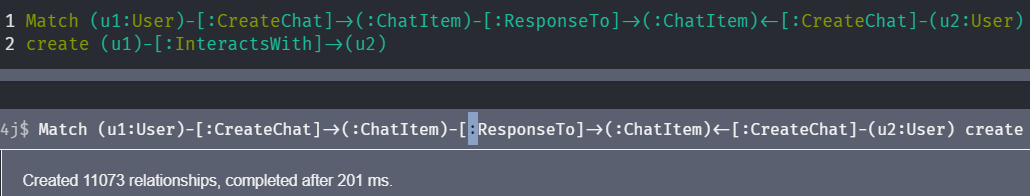 1 Match (u1:User)-[:CreateChat]->(:ChatItem)-[:ResponseTo]->(:ChatItem)<-[:CreateChat]-(u2:User)
2 create (u1)-[:InteractsWith]->(u2)
4j$ Match (u1:User)-[:CreateChat]->(:ChatItem)-[:ResponseTo]->(:ChatItem)<-[:CreateChat]-(u2:User) create
Created 11073 relationships, completed after 201 ms.